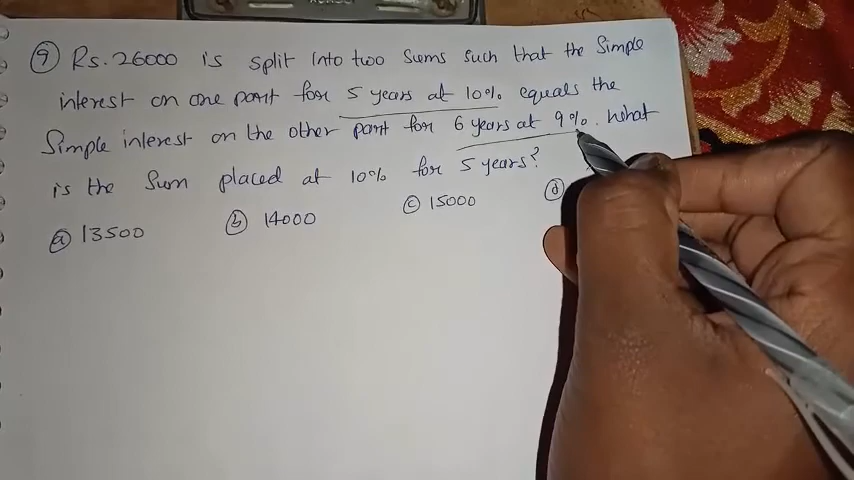 9 Rs.26000 is split into two sums such that the Simple
interest on one part for 5 years at 10% equals the
Simple interest on the other part for 6 years at 9%. What
is the Sum placed at 10% for 5 years?
a 13500 b 14000 c 15000 d